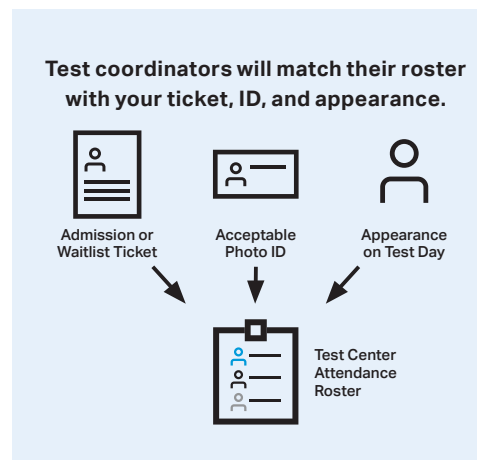 Test coordinators will match their roster
with your ticket, ID, and appearance.
Admission or
Waitlist Ticket
Acceptable
Photo ID
Appearance
on Test Day
Test Center
Attendance
Roster